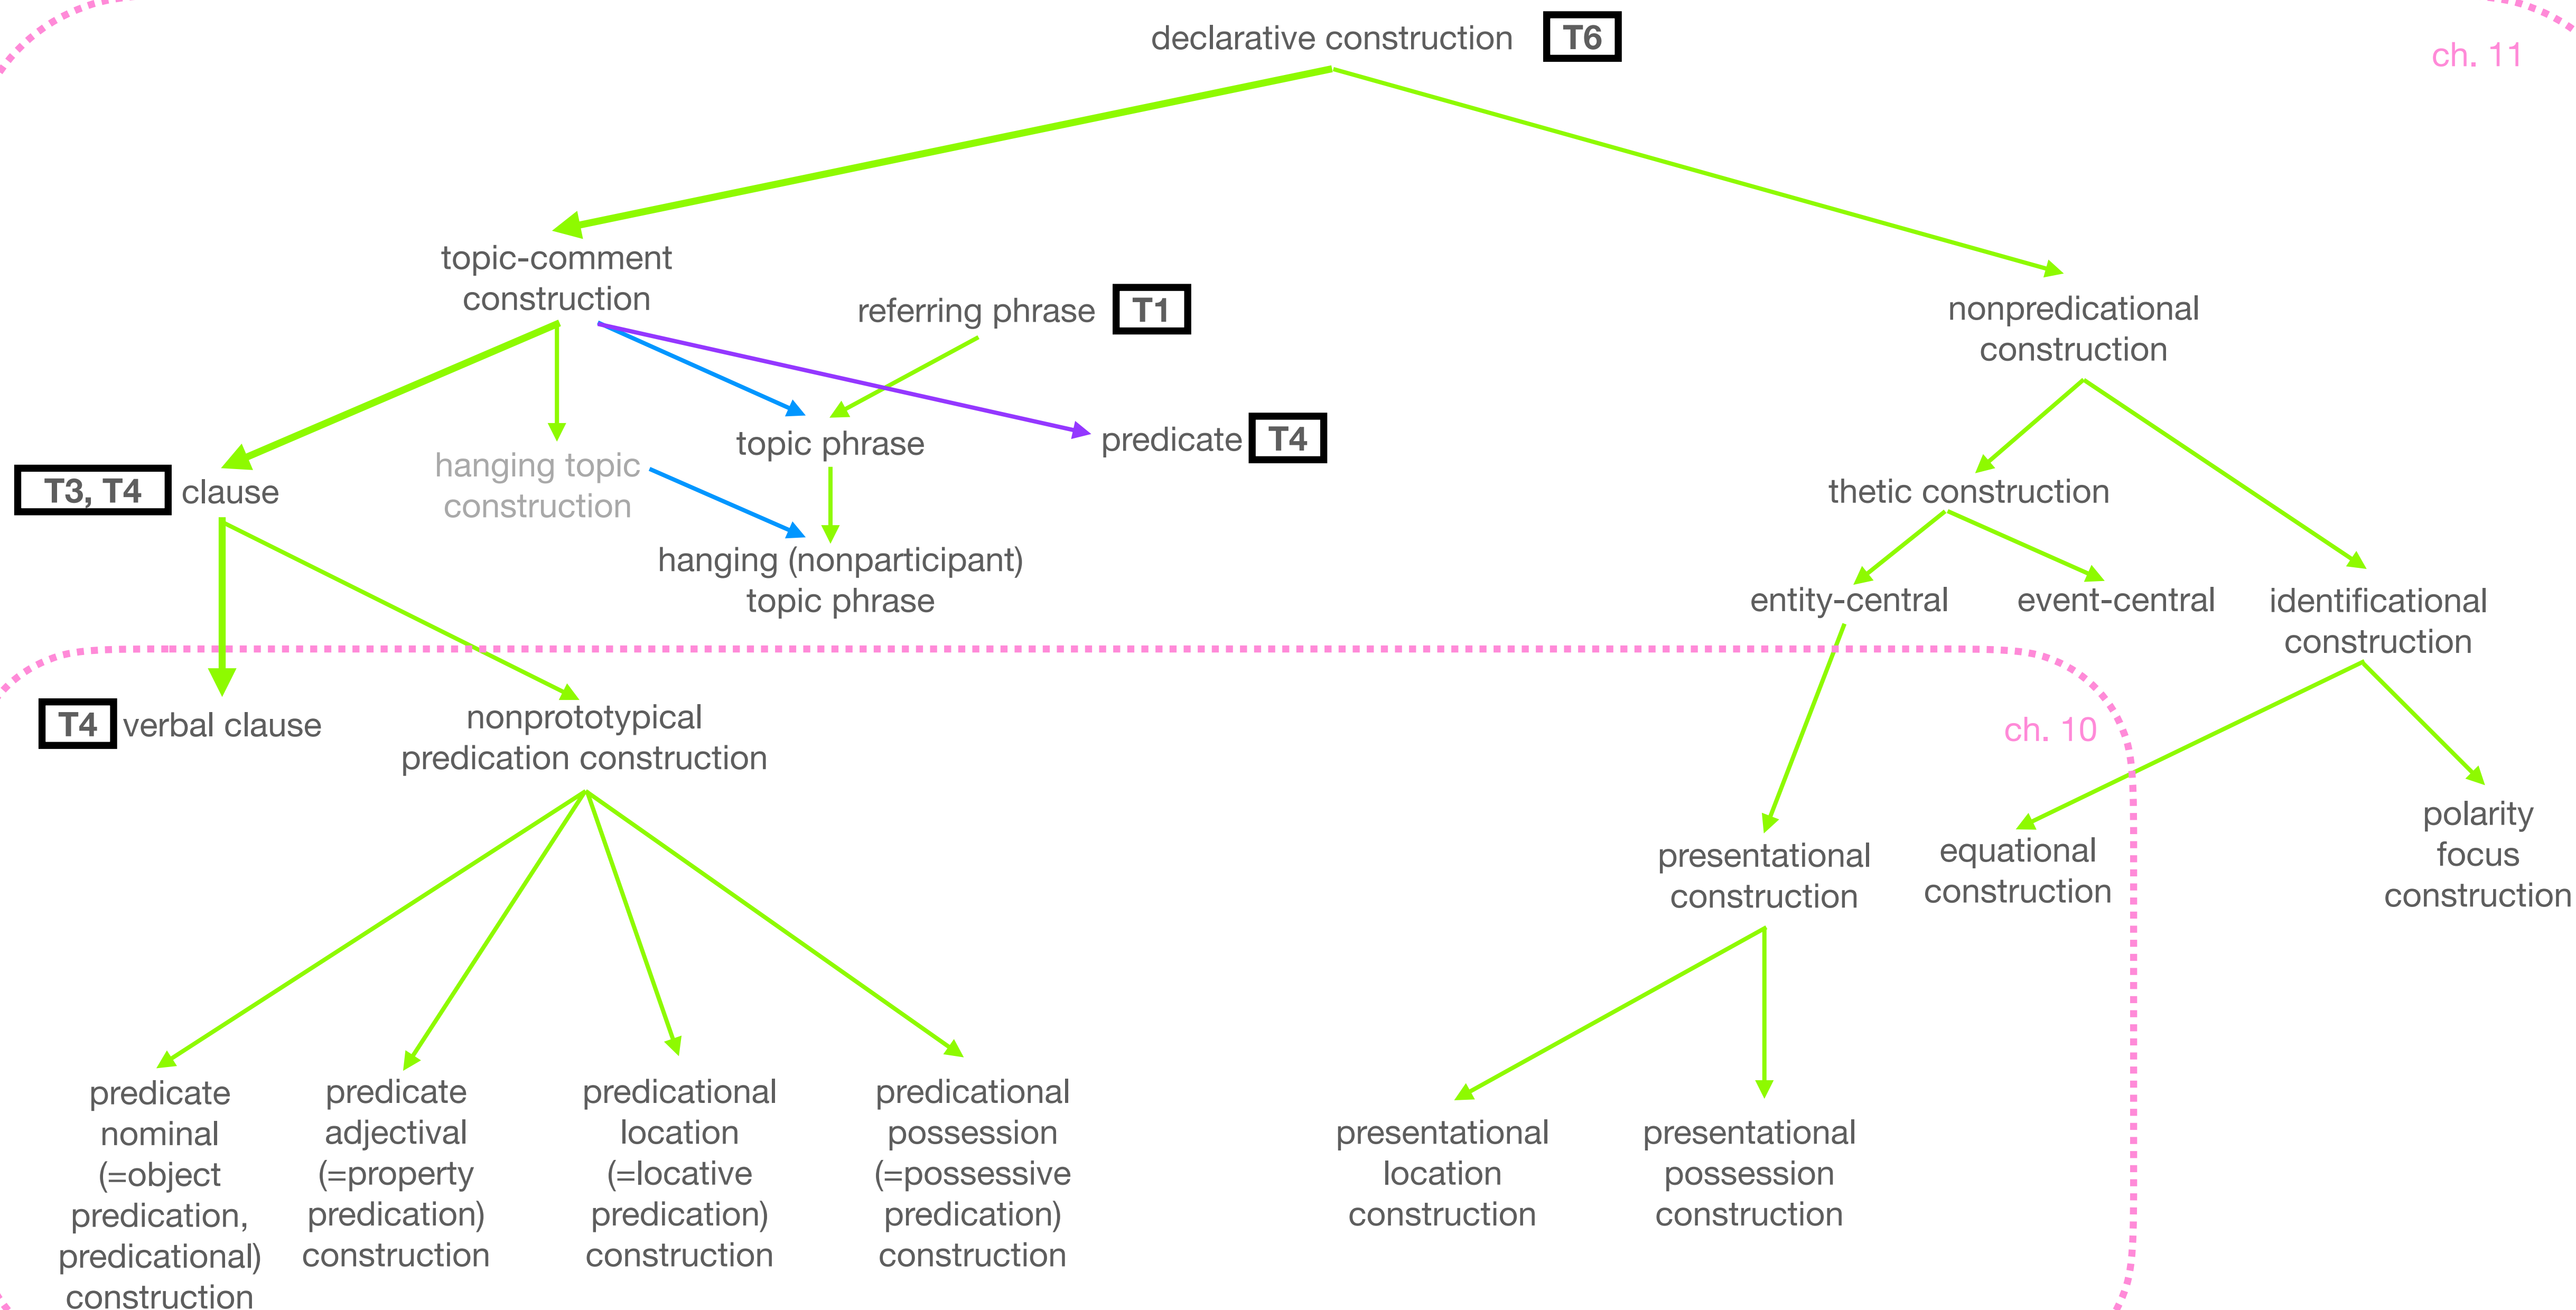 declarative construction T6
ch. 11
topic-comment
construction
referring phrase T1
nonpredicational
construction
topic phrase
predicate T4
hanging topic
construction
T3, T4 clause
thetic construction
hanging (nonparticipant)
topic phrase
entity-central
event-central
identificational
construction
T4 verbal clause
nonprototypical
predication construction
ch. 10
presentational
construction
equational
construction
polarity
focus
construction
predicate
nominal
(=object
predication,
predicational)
construction
predicate
adjectival
(=property
predication)
construction
predicational
location
(=locative
predication)
construction
predicational
possession
(=possessive
predication)
construction
presentational
location
construction
presentational
possession
construction